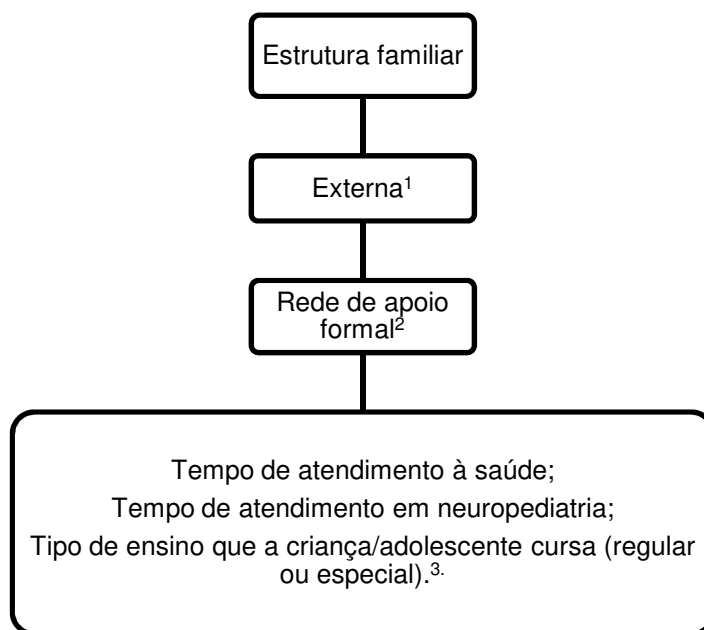 Estrutura familiar
Externa¹
Rede de apoio
formal²
Tempo de atendimento à saúde;
Tempo de atendimento em neuropediatria;
Tipo de ensino que a criança/adolescente cursa (regular
ou especial).³·